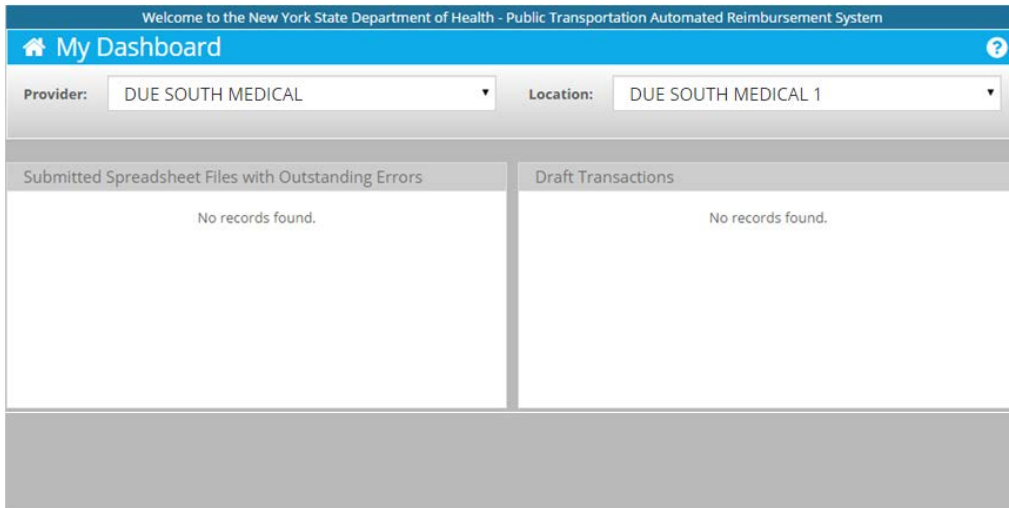 Welcome to the New York State Department of Health - Public Transportation Automated Reimbursement System
My Dashboard
?
Provider: DUE SOUTH MEDICAL Location: DUE SOUTH MEDICAL 1
Submitted Spreadsheet Files with Outstanding Errors
No records found.
Draft Transactions
No records found.